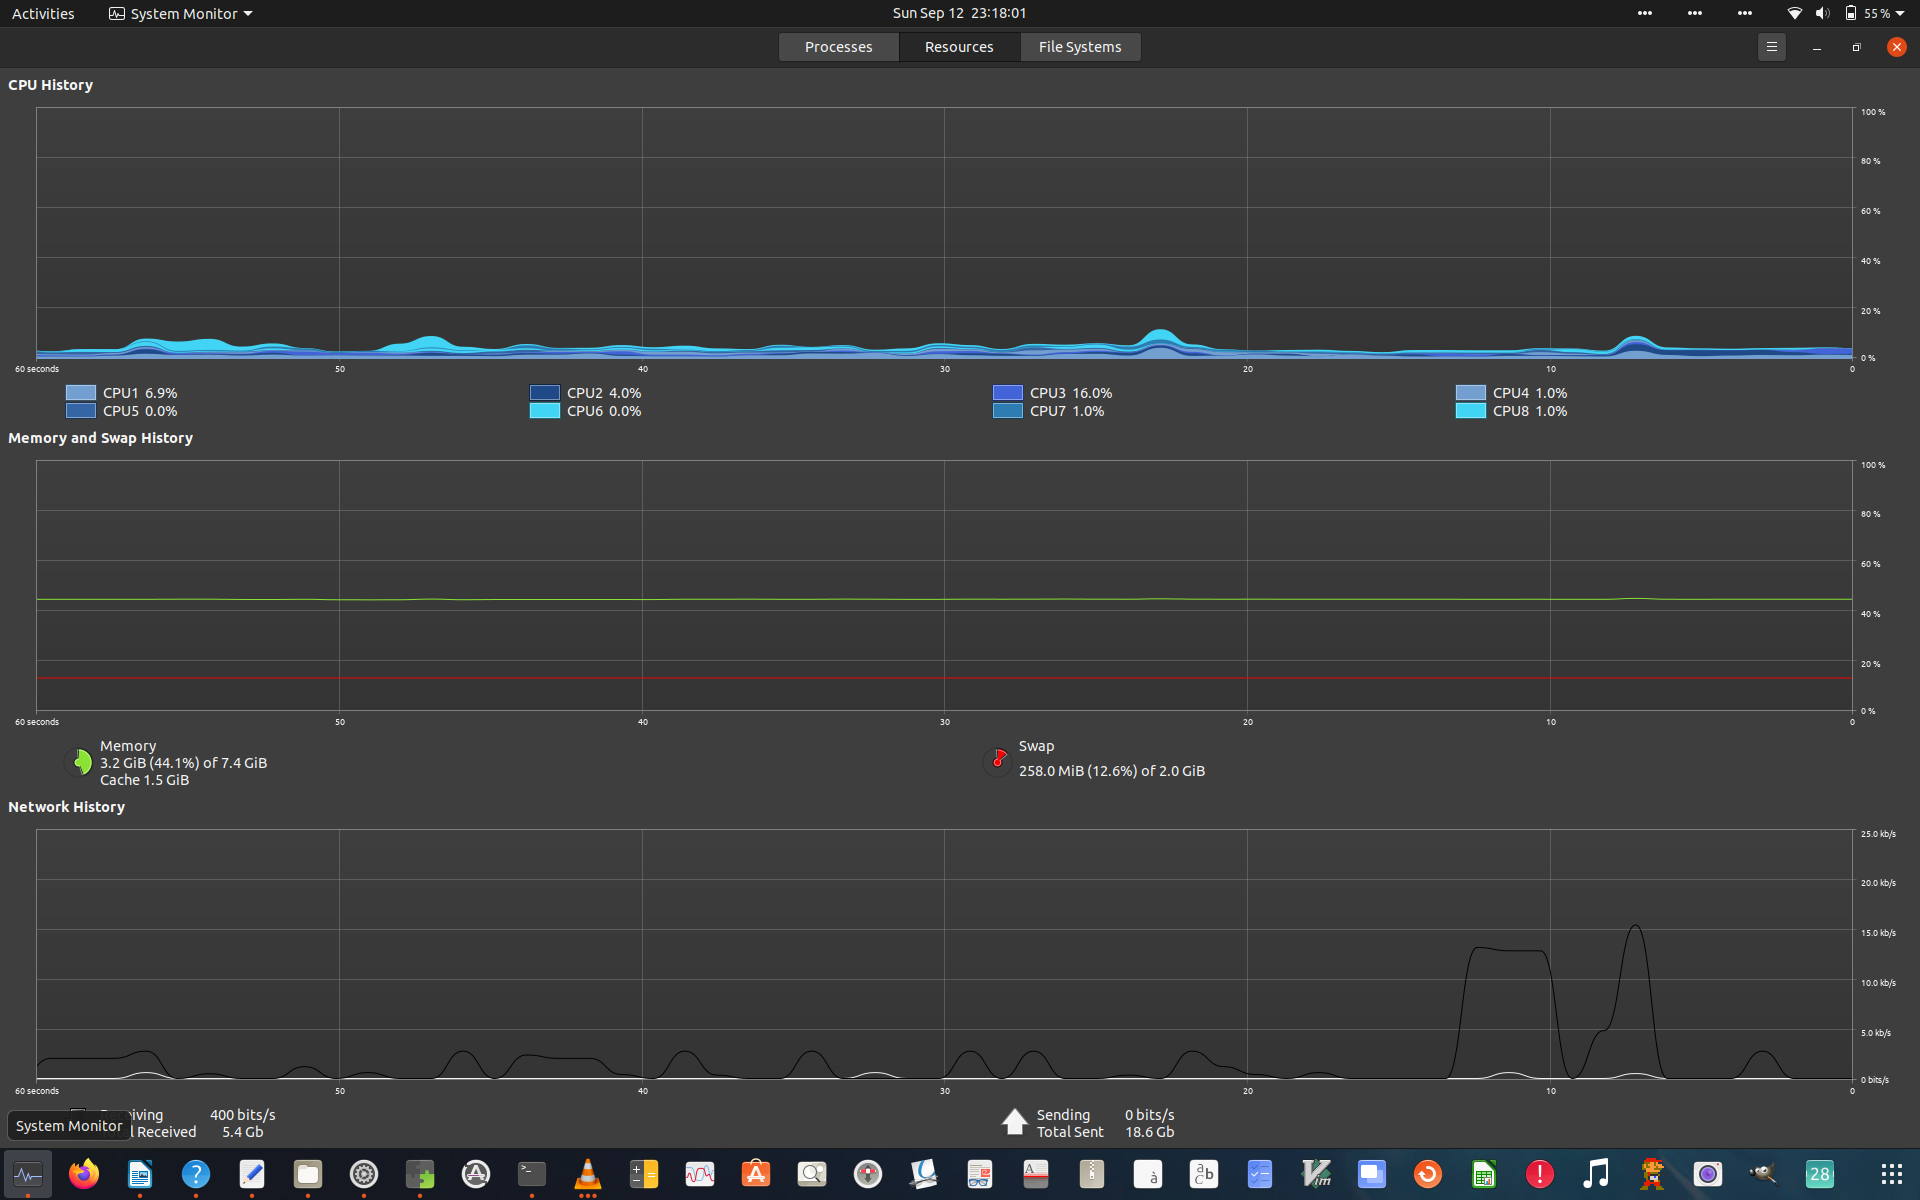 Activities
System Monitor
Sun Sep 12 23:18:01
55 %
Processes
Resources
File Systems
CPU History
100 %
80 %
60 %
40 %
20 %
0 %
60 seconds 50 40 30 20 10 0
CPU1 6.9% CPU2 4.0% CPU3 16.0% CPU4 1.0%
CPU5 0.0% CPU6 0.0% CPU7 1.0% CPU8 1.0%
Memory and Swap History
100 %
80 %
60 %
40 %
20 %
0 %
60 seconds 50 40 30 20 10 0
Memory
3.2 GiB (44.1%) of 7.4 GiB
Cache 1.5 GiB
Swap
258.0 MiB (12.6%) of 2.0 GiB
Network History
25.0 kb/s
20.0 kb/s
15.0 kb/s
10.0 kb/s
5.0 kb/s
0 bits/s
60 seconds 50 40 30 20 10 0
400 bits/s
Received 5.4 Gb
Sending 0 bits/s
Total Sent 18.6 Gb
System Monitor
28